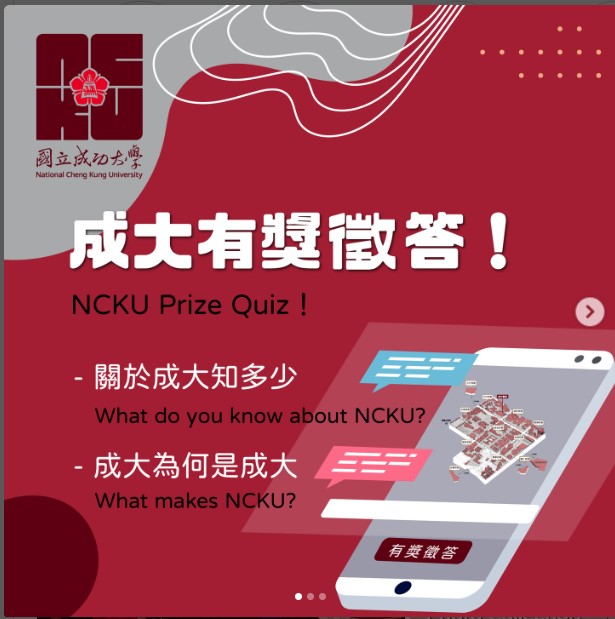 NCKU
國立成功大學
National Cheng Kung University
成大有獎徵答！
NCKU Prize Quiz！
- 關於成大知多少
What do you know about NCKU?
- 成大為何是成大
What makes NCKU?
有獎徵答